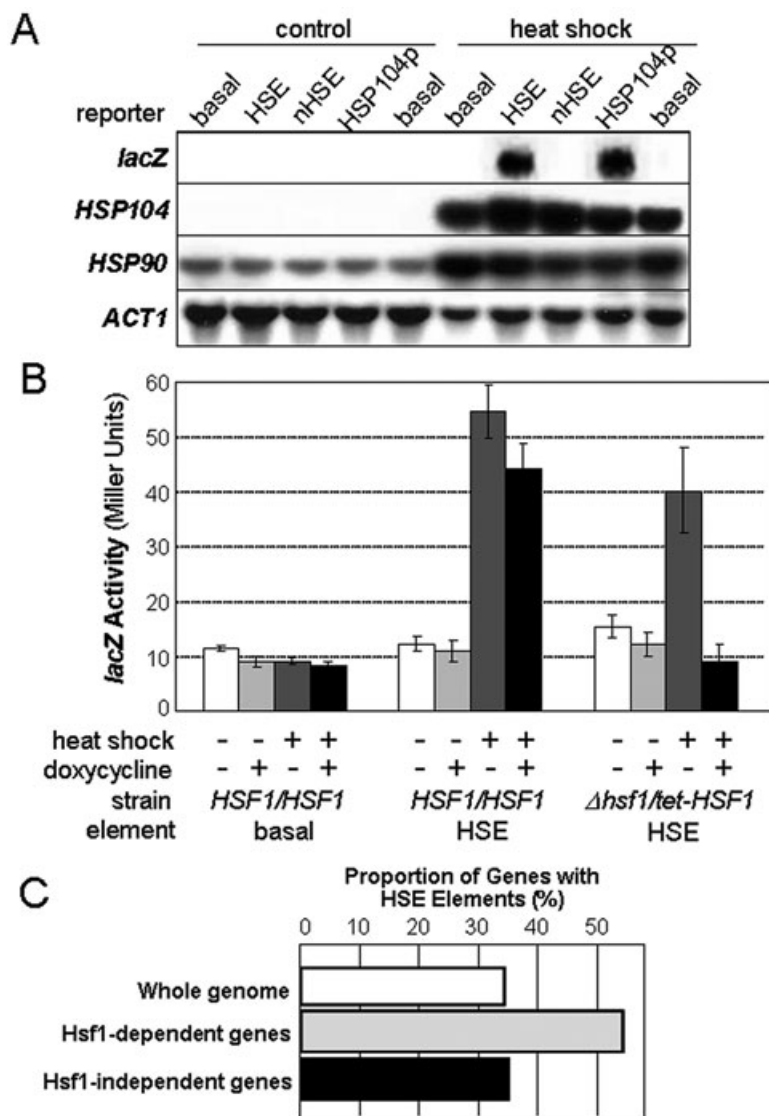 A
control heat shock
reporter basal HSE nHSE HSP104p basal basal HSE nHSE HSP104p basal
lacZ
HSP104
HSP90
ACT1
B
lacZ Activity (Miller Units)
60
50
40
30
20
10
0
heat shock - - + + - - + + - - + +
doxycycline - + - + - + - + - + - +
strain HSF1/HSF1 HSF1/HSF1 Δhsf1/tet-HSF1
element basal HSE HSE
C
Proportion of Genes with
HSE Elements (%)
0 10 20 30 40 50
Whole genome
Hsf1-dependent genes
Hsf1-independent genes